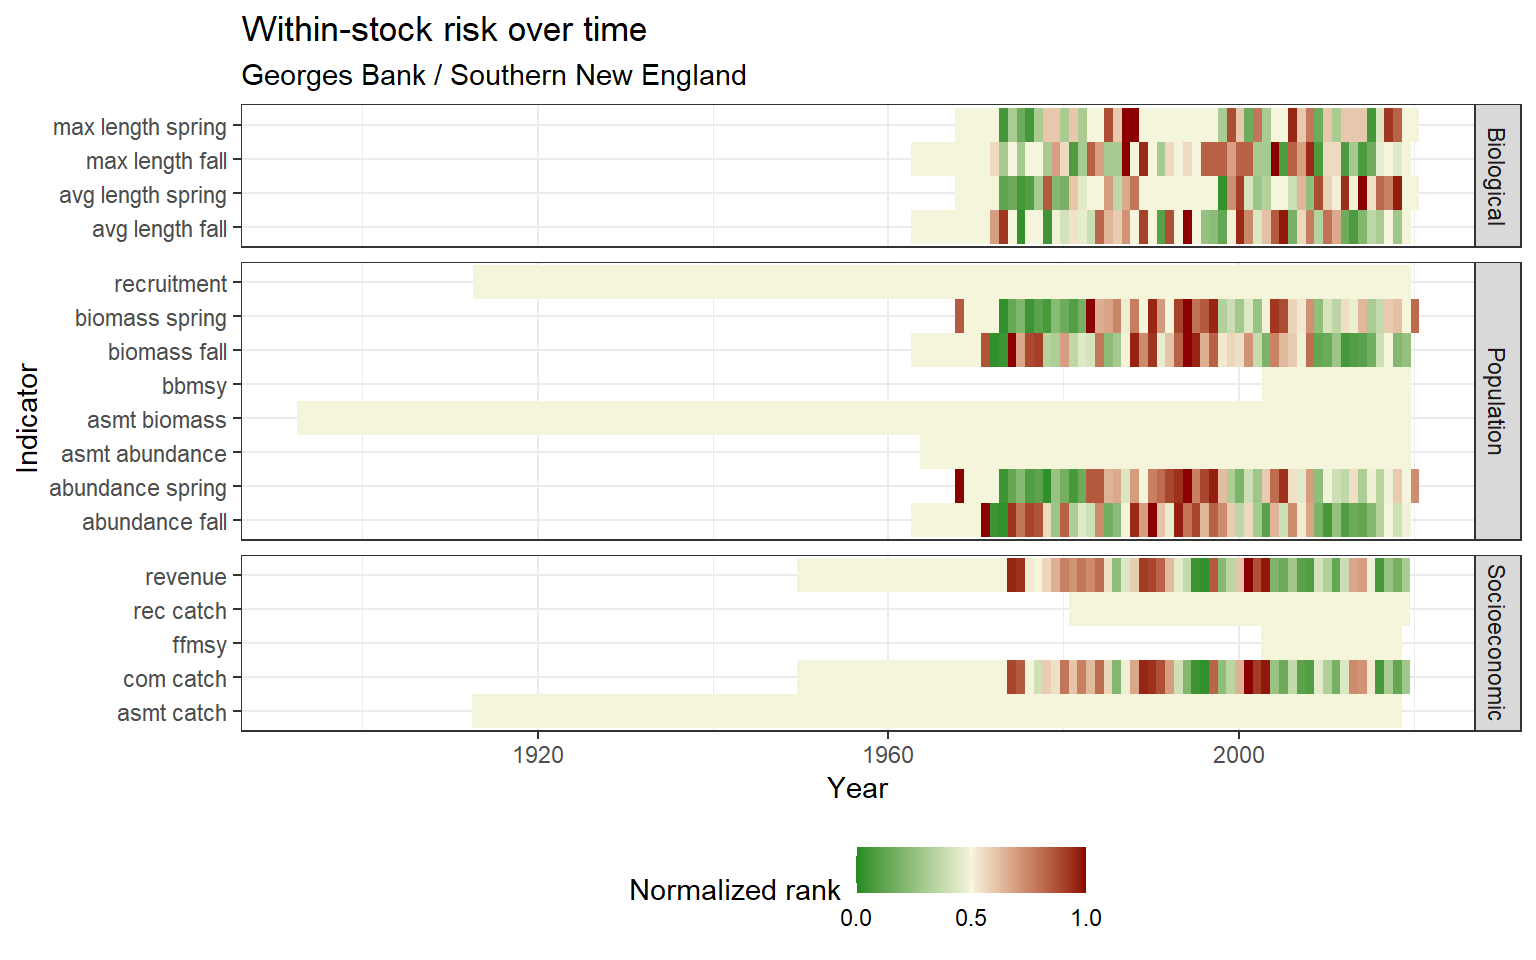 Within-stock risk over time
Georges Bank / Southern New England
Indicator
max length spring
max length fall
avg length spring
avg length fall
Biological
recruitment
biomass spring
biomass fall
bbmsy
asmt biomass
asmt abundance
abundance spring
abundance fall
Population
revenue
rec catch
ffmsy
com catch
asmt catch
Socioeconomic
1920 1960 2000
Year
Normalized rank
0.0 0.5 1.0